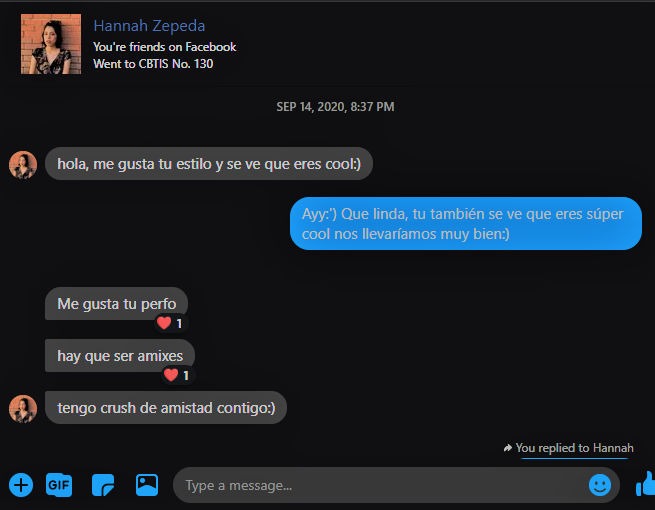 Hannah Zepeda
You're friends on Facebook
Went to CBTIS No. 130
SEP 14, 2020, 8:37 PM
hola, me gusta tu estilo y se ve que eres cool:)
Ayy:') Que linda, tu también se ve que eres súper
cool nos llevaríamos muy bien:)
Me gusta tu perfo
1
hay que ser amixes
1
tengo crush de amistad contigo:)
You replied to Hannah
GIF
Type a message...